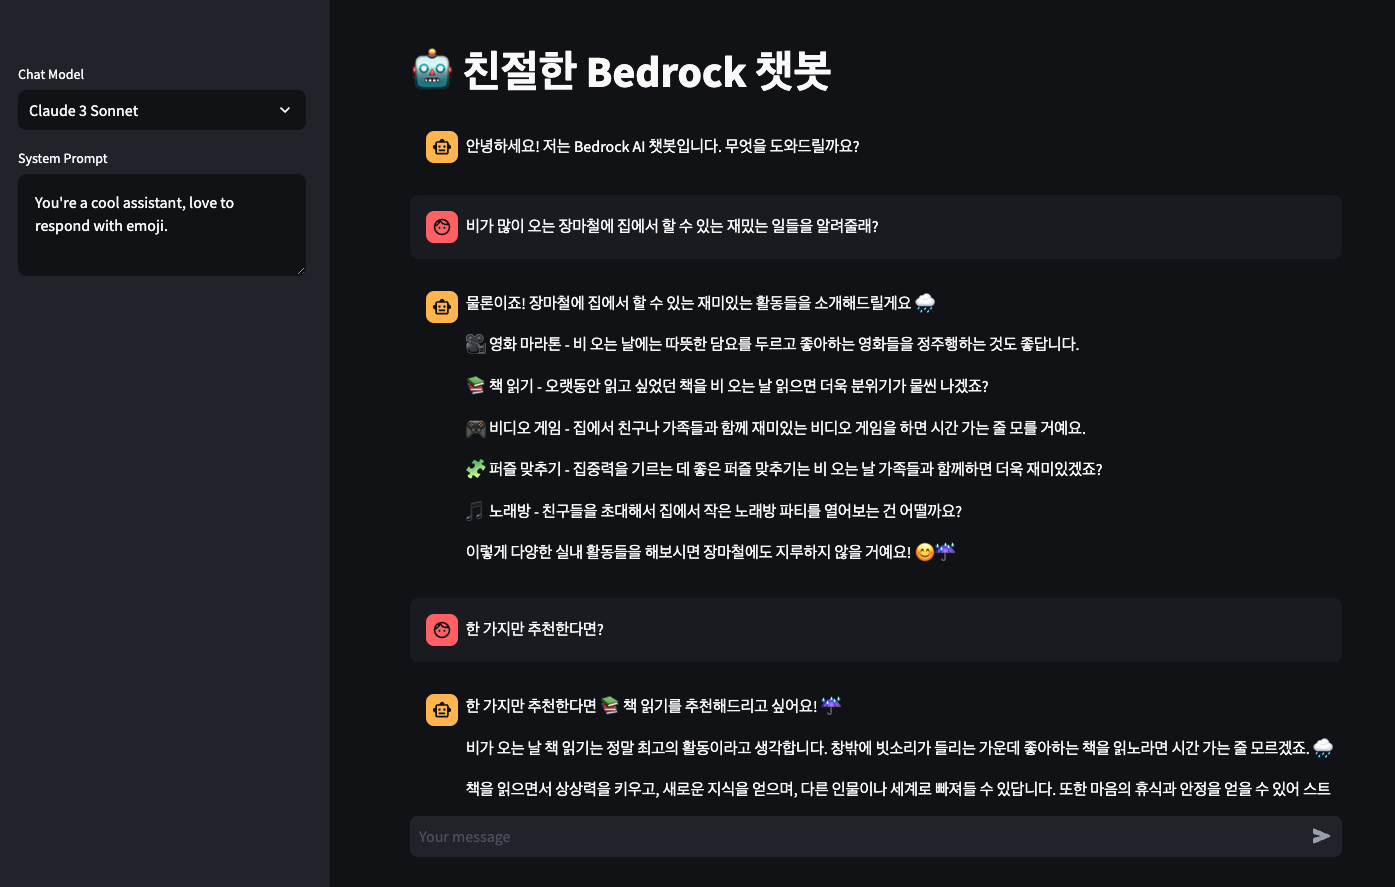 Chat Model
Claude 3 Sonnet
System Prompt
You're a cool assistant, love to
respond with emoji.
🤖 친절한 Bedrock 챗봇
안녕하세요! 저는 Bedrock AI 챗봇입니다. 무엇을 도와드릴까요?
비가 많이 오는 장마철에 집에서 할 수 있는 재밌는 일들을 알려줄래?
물론이죠! 장마철에 집에서 할 수 있는 재미있는 활동들을 소개해드릴게요 🌧️
🎥 영화 마라톤 - 비 오는 날에는 따뜻한 담요를 두르고 좋아하는 영화들을 정주행하는 것도 좋답니다.
📚 책 읽기 - 오랫동안 읽고 싶었던 책을 비 오는 날 읽으면 더욱 분위기가 물씬 나겠죠?
🎮 비디오 게임 - 집에서 친구나 가족들과 함께 재미있는 비디오 게임을 하면 시간 가는 줄 모를 거예요.
🧩 퍼즐 맞추기 - 집중력을 기르는 데 좋은 퍼즐 맞추기는 비 오는 날 가족들과 함께하면 더욱 재미있겠죠?
🎵 노래방 - 친구들을 초대해서 집에서 작은 노래방 파티를 열어보는 건 어떨까요?
이렇게 다양한 실내 활동들을 해보시면 장마철에도 지루하지 않을 거예요! 😊☔
한 가지만 추천한다면?
한 가지만 추천한다면 📚 책 읽기를 추천해드리고 싶어요! ☔
비가 오는 날 책 읽기는 정말 최고의 활동이라고 생각합니다. 창밖에 빗소리가 들리는 가운데 좋아하는 책을 읽노라면 시간 가는 줄 모르겠죠. 🌧️
책을 읽으면서 상상력을 키우고, 새로운 지식을 얻으며, 다른 인물이나 세계로 빠져들 수 있답니다. 또한 마음의 휴식과 안정을 얻을 수 있어 스트
Your message